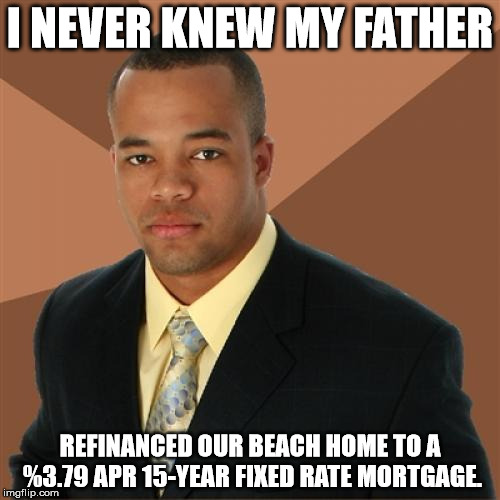 I NEVER KNEW MY FATHER
REFINANCED OUR BEACH HOME TO A
%3.79 APR 15-YEAR FIXED RATE MORTGAGE.
imgflip.com